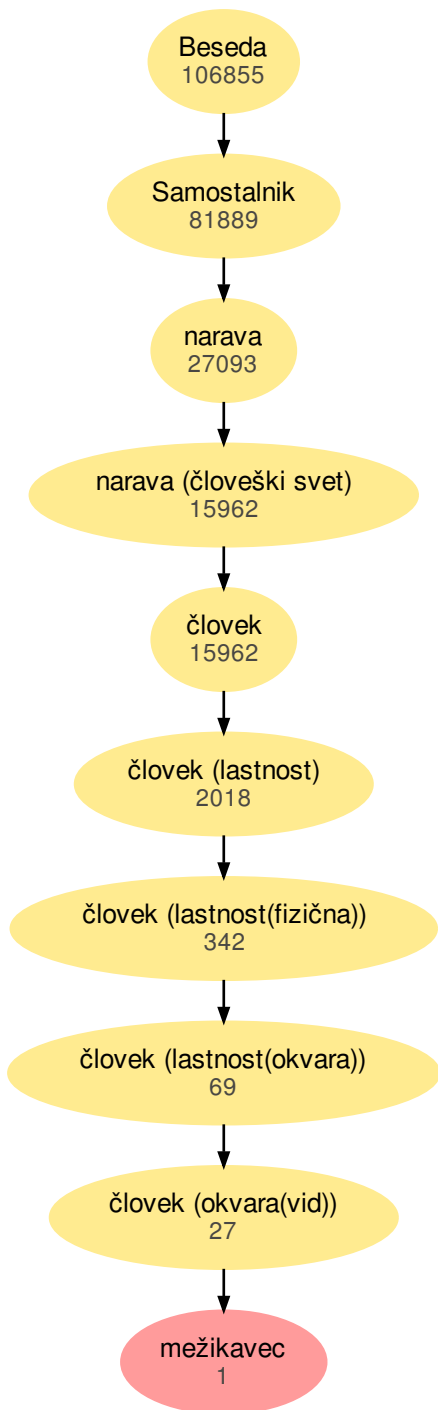 Beseda
106855
Samostalnik
81889
narava
27093
narava (človeški svet)
15962
človek
15962
človek (lastnost)
2018
človek (lastnost(fizična))
342
človek (lastnost(okvara))
69
človek (okvara(vid))
27
mežikavec
1